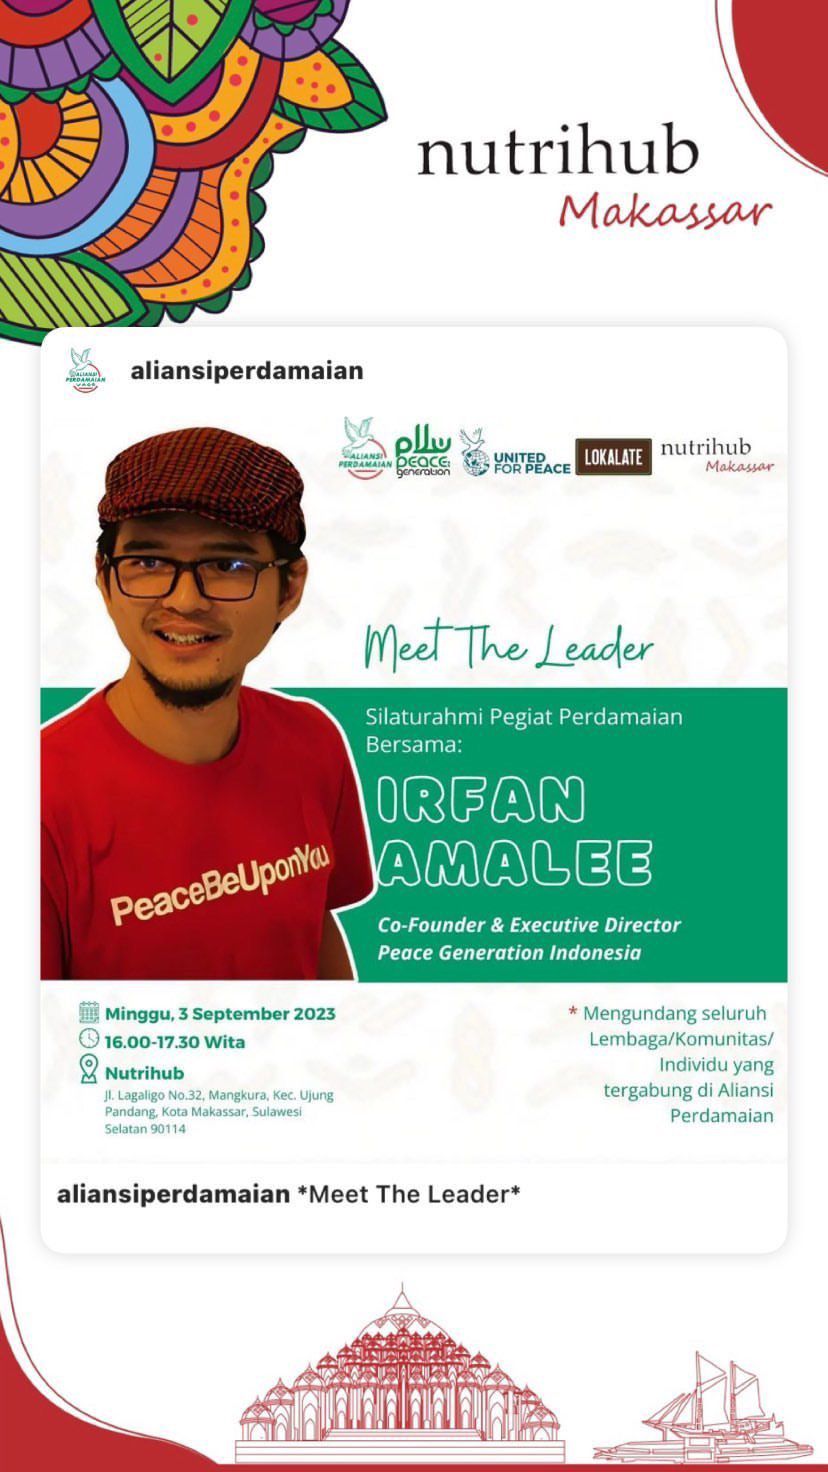 nutrihub
Makassar
ALIANSI
PERDAMAIAN
aliansiperdamaian
ALIANSI
PERDAMAIAN
PEACE
generation
UNITED
FOR PEACE
LOKALATE
nutrihub
Makassar
Meet The Leader
Silaturahmi Pegiat Perdamaian
Bersama:
IRFAN
AMALEE
PeaceBeUponYou
Co-Founder & Executive Director
Peace Generation Indonesia
Minggu, 3 September 2023
16.00-17.30 Wita
Nutrihub
Jl. Lagaligo No.32, Mangkura, Kec. Ujung
Pandang, Kota Makassar, Sulawesi
Selatan 90114
* Mengundang seluruh
Lembaga/Komunitas/
Individu yang
tergabung di Aliansi
Perdamaian
aliansiperdamaian *Meet The Leader*